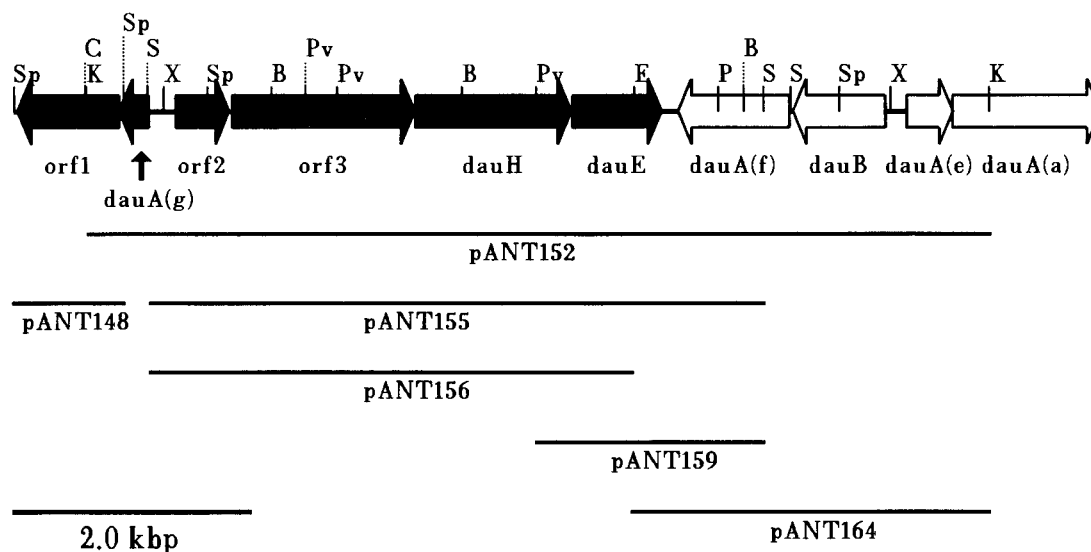 Sp
C
K
Sp
S
X
Sp
B
Pv
Pv
B
Pv
E
P
B
S
S
Sp
X
K
orf1
dauA(g)
orf2
orf3
dauH
dauE
dauA(f)
dauB
dauA(e)
dauA(a)
pANT152
pANT148
pANT155
pANT156
pANT159
2.0 kbp
pANT164